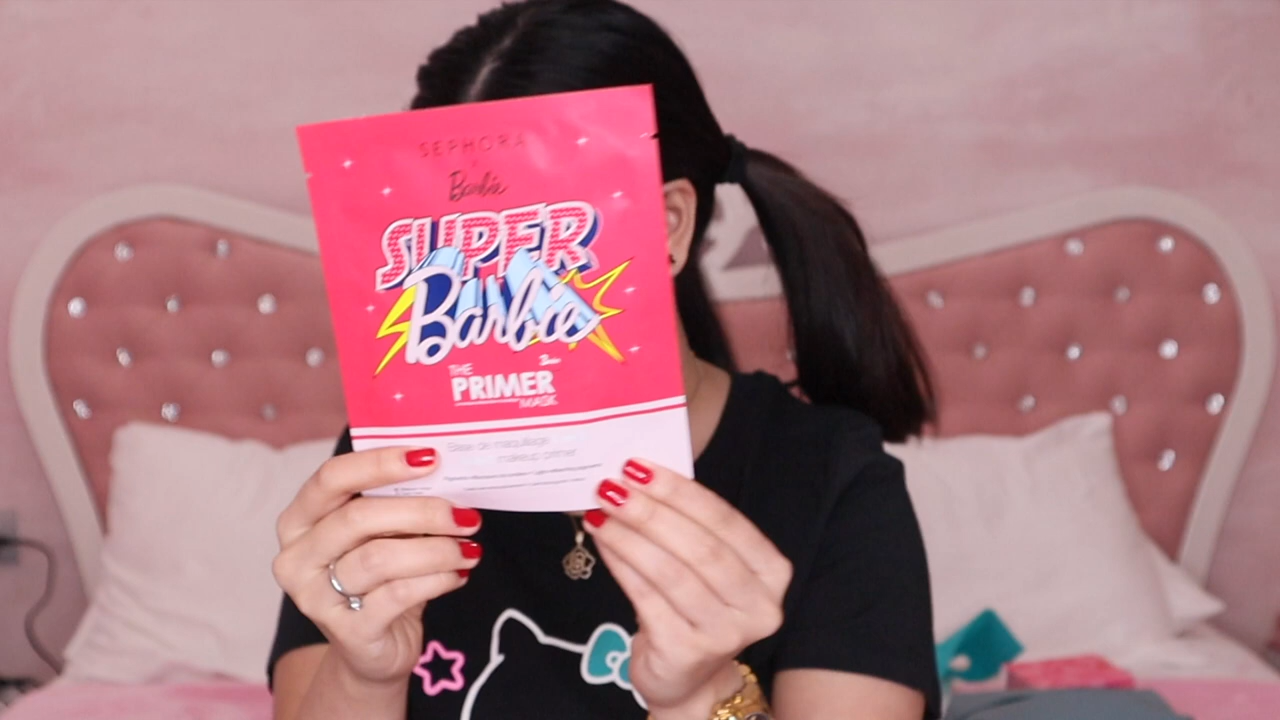 SEPHORA
Barbie
SUPER
Barbie
THE
PRIMER
MASK
Base de maquillage
makeup primer